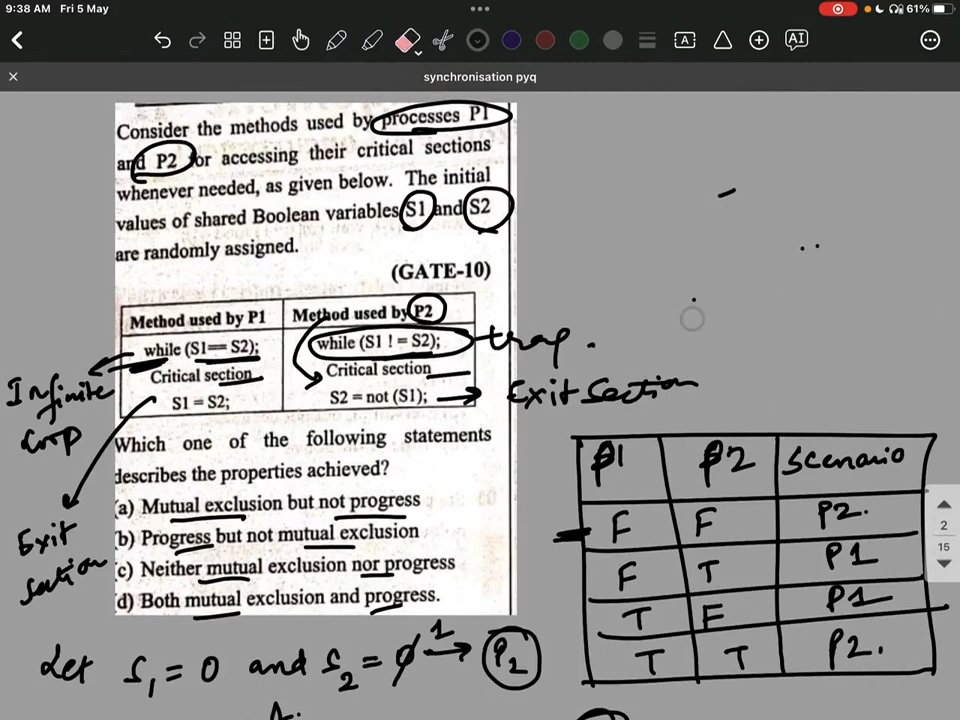 9:38 AM Fri 5 May
61%
AI
synchronisation pyq
Consider the methods used by processes P1
and P2 for accessing their critical sections
whenever needed, as given below. The initial
values of shared Boolean variables S1 and S2
are randomly assigned.
(GATE-10)
Method used by P1 Method used by P2
while (S1== S2); while (S1 ! = S2); trap.
Critical section Critical section
S1 = S2; S2 = not (S1); Exit Section
Infinite
Loop
Which one of the following statements
describes the properties achieved?
(a) Mutual exclusion but not progress
(b) Progress but not mutual exclusion
(c) Neither mutual exclusion nor progress
(d) Both mutual exclusion and progress.
Exit
section
P1 P2 Scenario
F F P2.
F T P1
T F P1
T T P2.
2
15
Let S1 = 0 and S2 = 0 1 P2